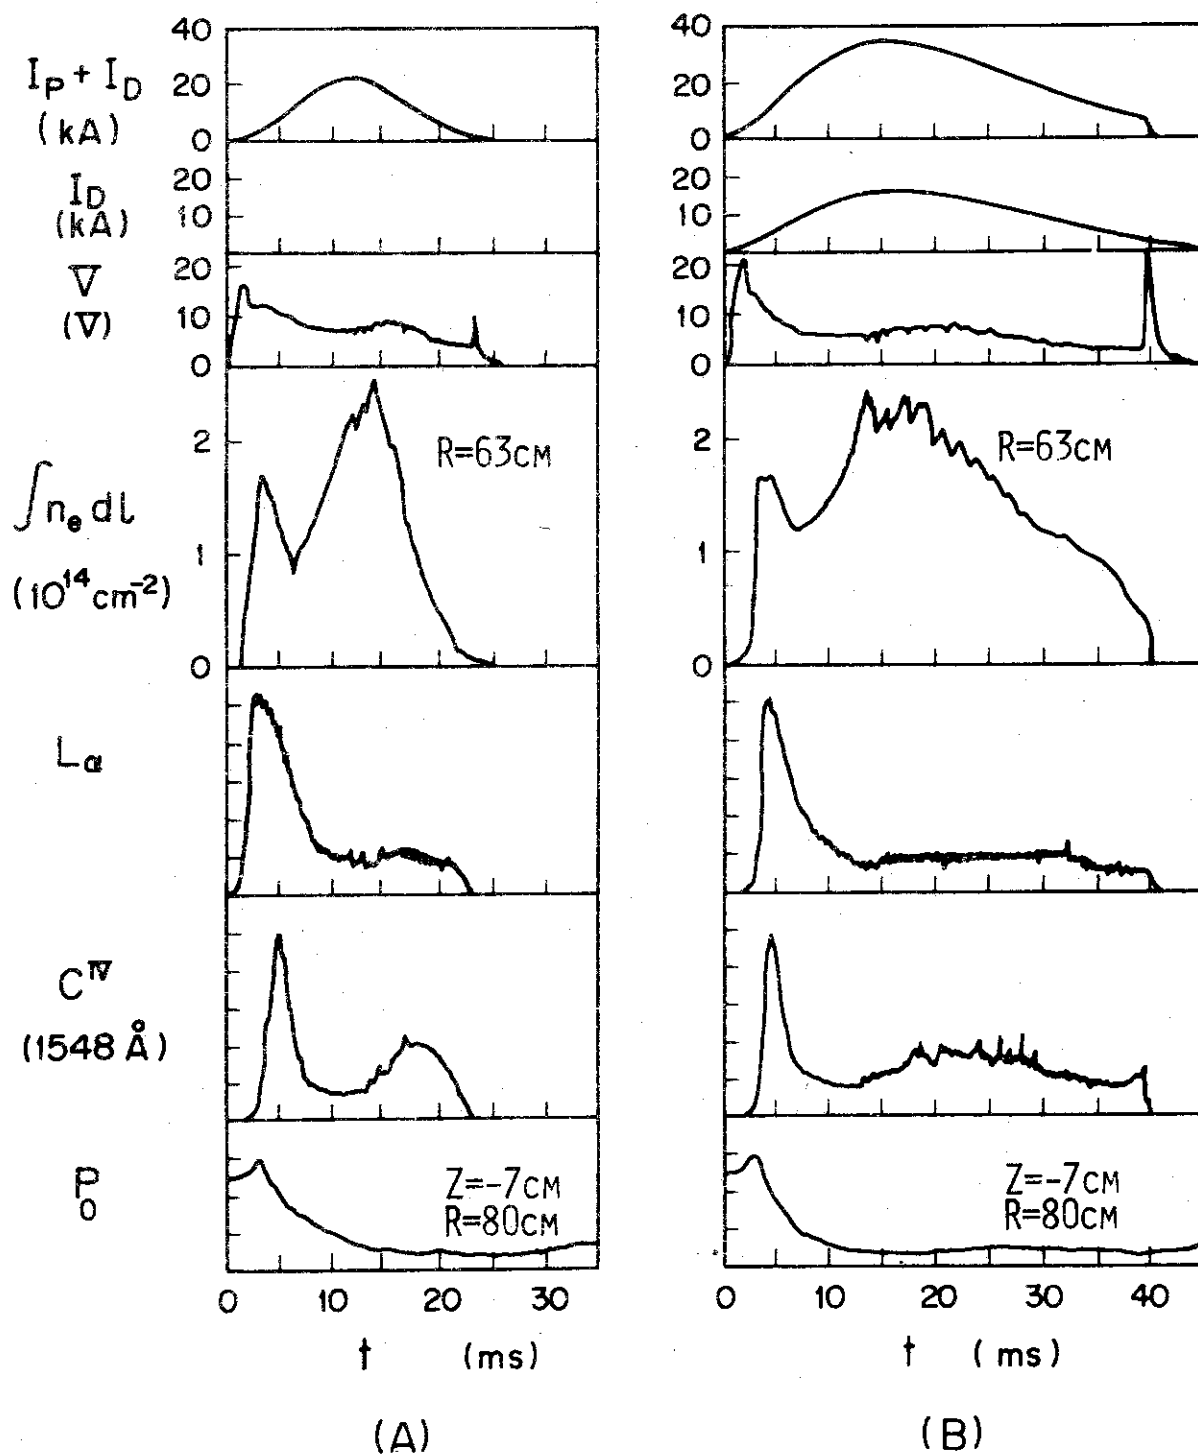 I_P + I_D
(kA)
40
20
0
40
20
0
I_D
(kA)
20
10
20
10
V
(V)
20
10
0
20
10
0
∫n_e dl
(10^14 cm^-2)
2
1
0
R=63CM
2
1
0
R=63CM
L_α
C^IV
(1548 Å)
P_0
Z=-7CM
R=80CM
Z=-7CM
R=80CM
0 10 20 30
0 10 20 30 40
t (ms)
t (ms)
(A)
(B)